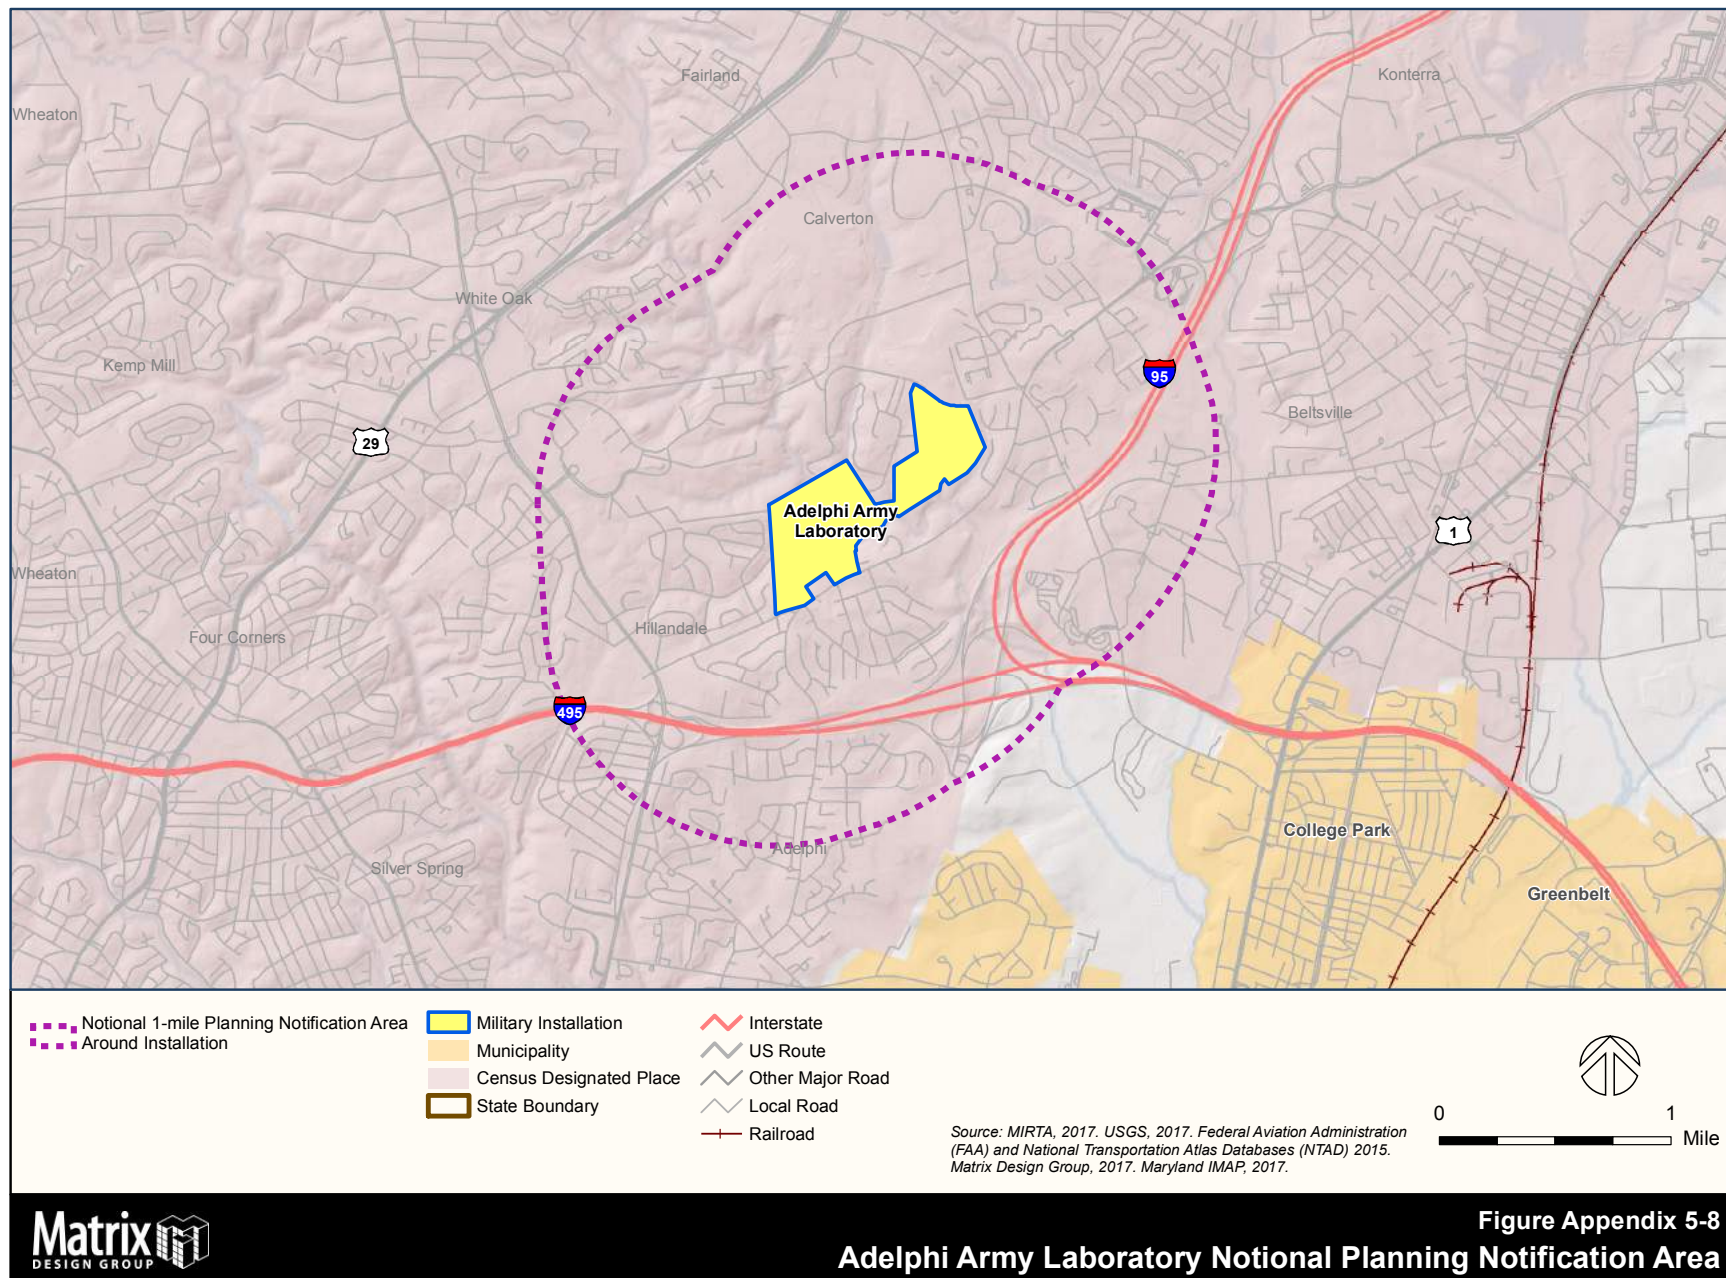 Fairland
Konterra
Wheaton
Calverton
White Oak
Kemp Mill
95
Beltsville
29
Adelphi Army
Laboratory
1
Wheaton
Four Corners
Hillandale
495
College Park
Adelphi
Silver Spring
Greenbelt
Notional 1-mile Planning Notification Area
Around Installation
Military Installation
Municipality
Census Designated Place
State Boundary
Interstate
US Route
Other Major Road
Local Road
Railroad
Source: MIRTA, 2017. USGS, 2017. Federal Aviation Administration
(FAA) and National Transportation Atlas Databases (NTAD) 2015.
Matrix Design Group, 2017. Maryland IMAP, 2017.
0 1
Mile
Matrix
DESIGN GROUP
Figure Appendix 5-8
Adelphi Army Laboratory Notional Planning Notification Area